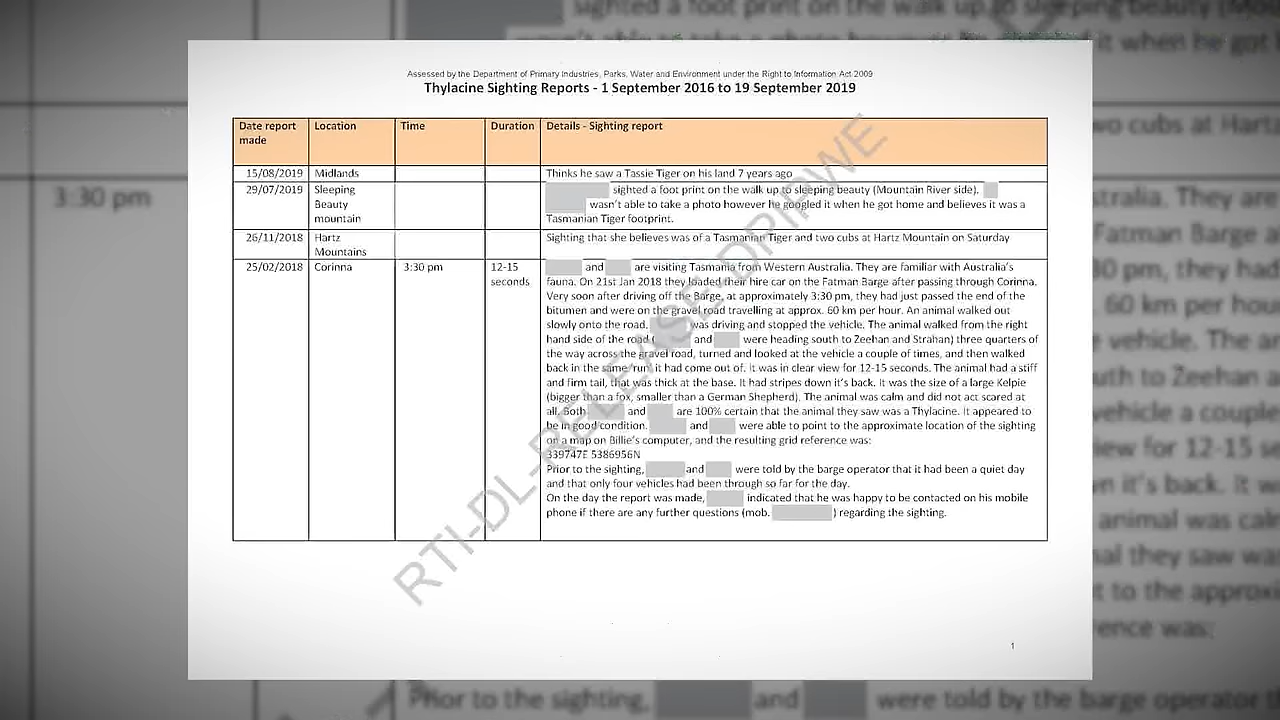 Assessed by the Department of Primary Industries, Parks, Water and Environment under the Right to Information Act 2009
Thylacine Sighting Reports - 1 September 2016 to 19 September 2019
Date report made Location Time Duration Details - Sighting report
15/08/2019 Midlands Thinks he saw a Tassie Tiger on his land 7 years ago
29/07/2019 Sleeping Beauty mountain sighted a foot print on the walk up to sleeping beauty (Mountain River side).
wasn't able to take a photo however he googled it when he got home and believes it was a
Tasmanian Tiger footprint.
26/11/2018 Hartz Mountains Sighting that she believes was of a Tasmanian Tiger and two cubs at Hartz Mountain on Saturday
25/02/2018 Corinna 3:30 pm 12-15 seconds and are visiting Tasmania from Western Australia. They are familiar with Australia's
fauna. On 21st Jan 2018 they loaded their hire car on the Fatman Barge after passing through Corinna.
Very soon after driving off the Barge, at approximately 3:30 pm, they had just passed the end of the
bitumen and were on the gravel road travelling at approx. 60 km per hour. An animal walked out
slowly onto the road. was driving and stopped the vehicle. The animal walked from the right
hand side of the road ( and were heading south to Zeehan and Strahan) three quarters of
the way across the gravel road, turned and looked at the vehicle a couple of times, and then walked
back in the same 'run' it had come out of. It was in clear view for 12-15 seconds. The animal had a stiff
and firm tail, that was thick at the base. It had stripes down it's back. It was the size of a large Kelpie
(bigger than a fox, smaller than a German Shepherd). The animal was calm and did not act scared at
all. Both and are 100% certain that the animal they saw was a Thylacine. It appeared to
be in good condition. and were able to point to the approximate location of the sighting
on a map on Billie's computer, and the resulting grid reference was:
339747E 5386956N
Prior to the sighting, and were told by the barge operator that it had been a quiet day
and that only four vehicles had been through so far for the day.
On the day the report was made, indicated that he was happy to be contacted on his mobile
phone if there are any further questions (mob. ) regarding the sighting.
RTI-DL-RELEASE-DPIPWE
1
3:30 pm
Prior to the sighting, and were told by the barge operator